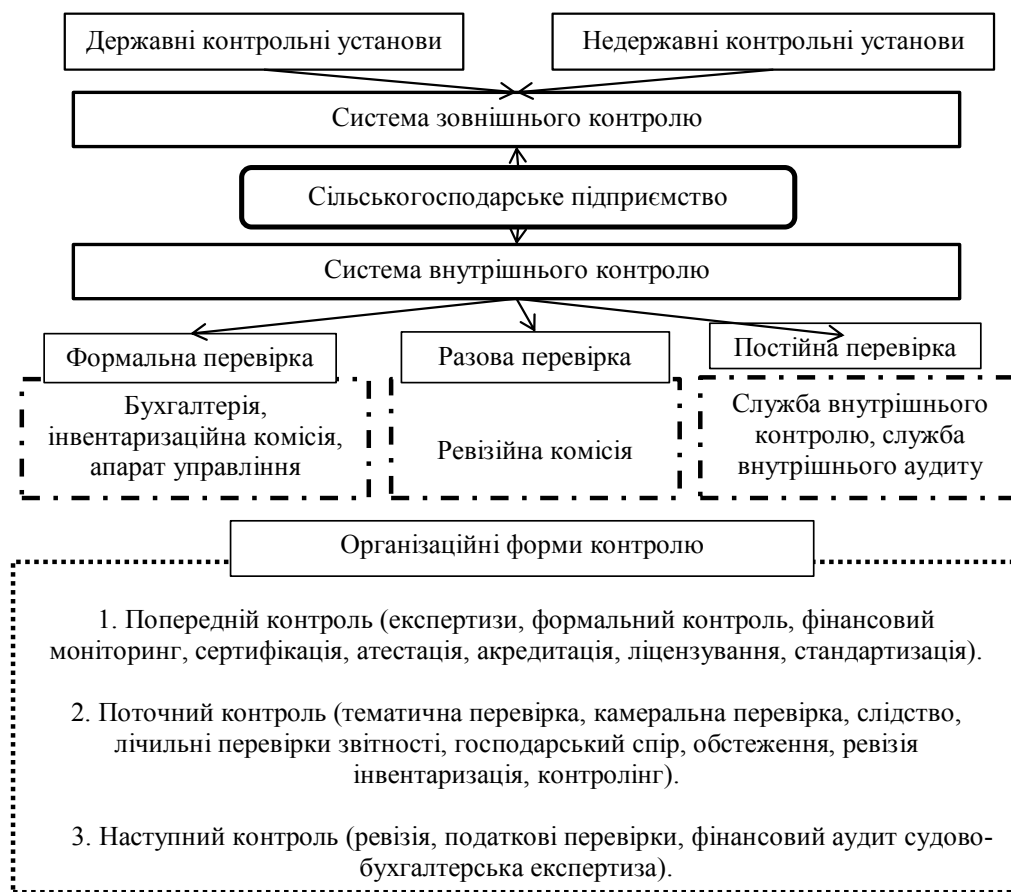 Державні контрольні установи
Недержавні контрольні установи
Система зовнішнього контролю
Сільськогосподарське підприємство
Система внутрішнього контролю
Формальна перевірка
Разова перевірка
Постійна перевірка
Бухгалтерія,
інвентаризаційна комісія,
апарат управління
Ревізійна комісія
Служба внутрішнього
контролю, служба
внутрішнього аудиту
Організаційні форми контролю
1. Попередній контроль (експертизи, формальний контроль, фінансовий
моніторинг, сертифікація, атестація, акредитація, ліцензування, стандартизація).
2. Поточний контроль (тематична перевірка, камеральна перевірка, слідство,
лічильні перевірки звітності, господарський спір, обстеження, ревізія
інвентаризація, контролінг).
3. Наступний контроль (ревізія, податкові перевірки, фінансовий аудит судово-
бухгалтерська експертиза).